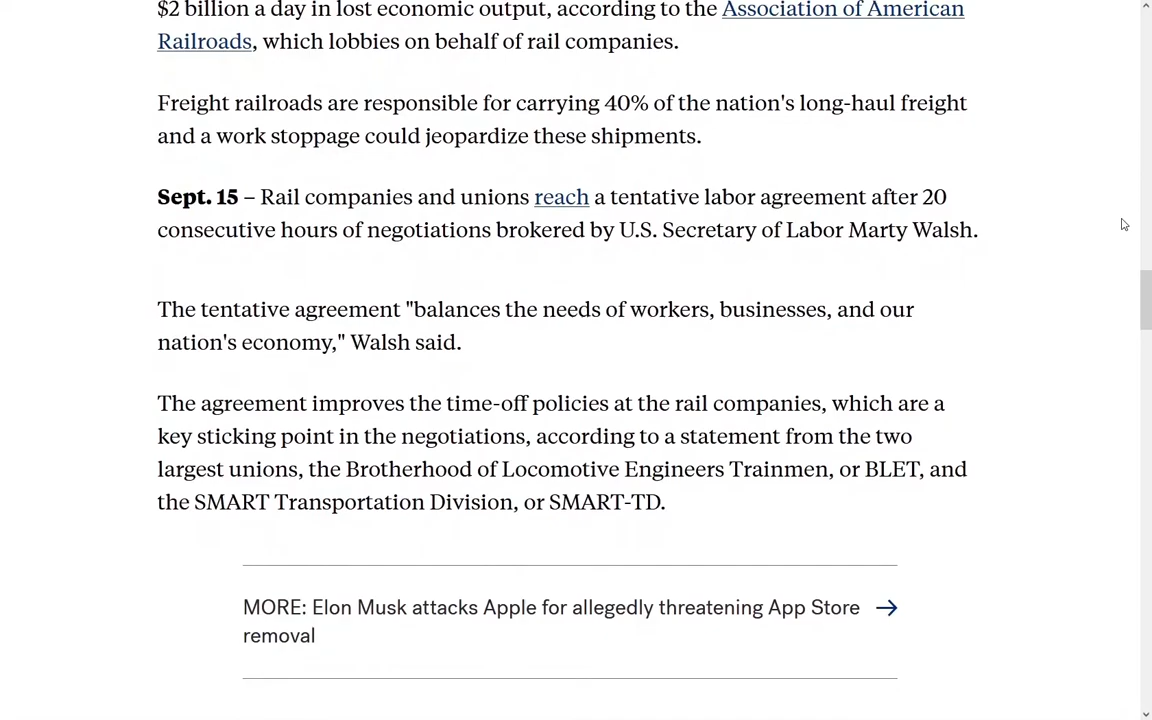 $2 billion a day in lost economic output, according to the Association of American
Railroads, which lobbies on behalf of rail companies.
Freight railroads are responsible for carrying 40% of the nation's long-haul freight
and a work stoppage could jeopardize these shipments.
Sept. 15 – Rail companies and unions reach a tentative labor agreement after 20
consecutive hours of negotiations brokered by U.S. Secretary of Labor Marty Walsh.
The tentative agreement "balances the needs of workers, businesses, and our
nation's economy," Walsh said.
The agreement improves the time-off policies at the rail companies, which are a
key sticking point in the negotiations, according to a statement from the two
largest unions, the Brotherhood of Locomotive Engineers Trainmen, or BLET, and
the SMART Transportation Division, or SMART-TD.
MORE: Elon Musk attacks Apple for allegedly threatening App Store
removal